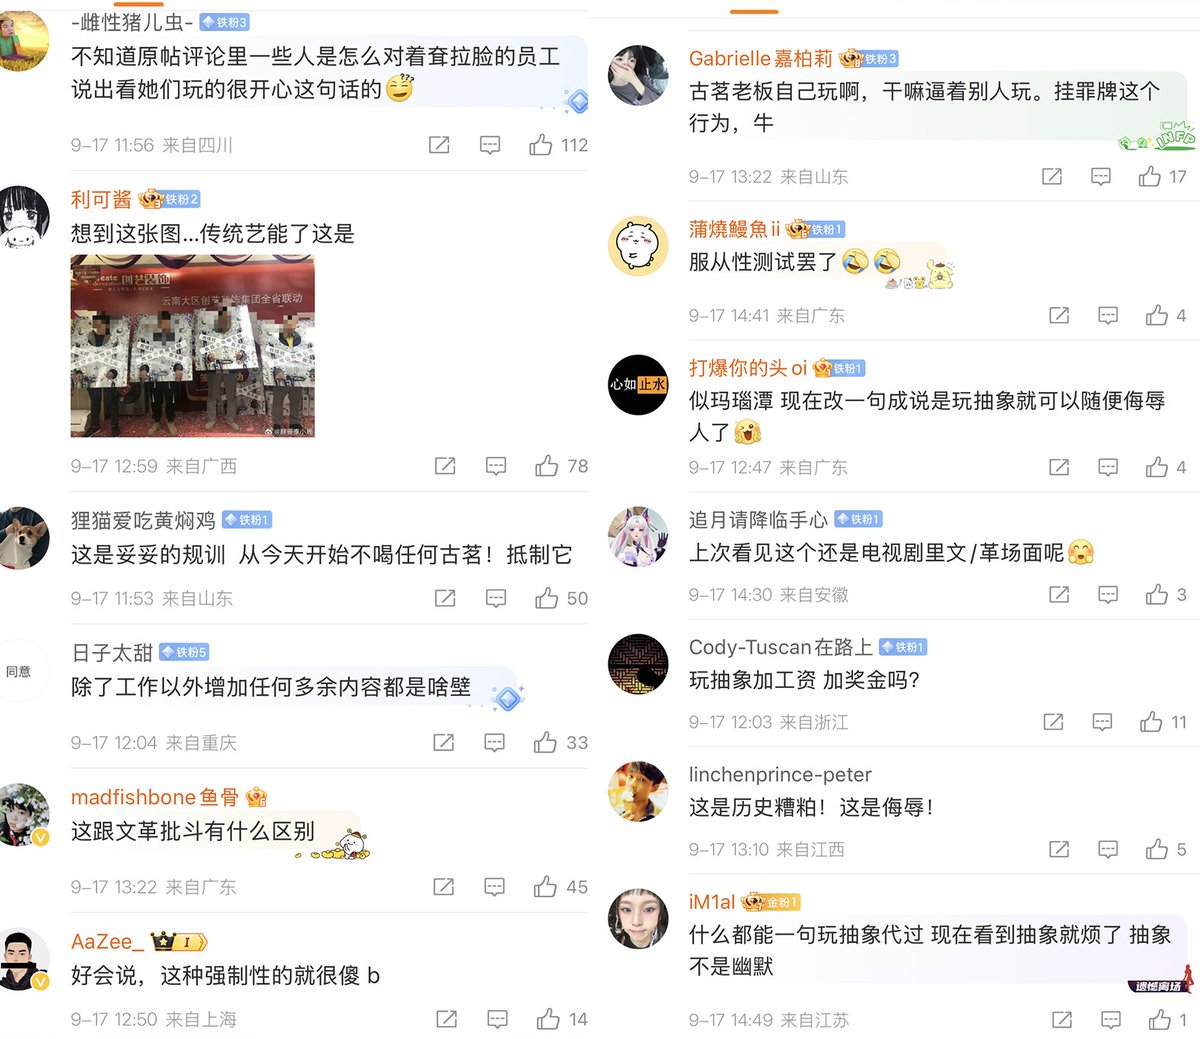 -雌性猪儿虫- 铁粉3
不知道原帖评论里一些人是怎么对着耷拉脸的员工
说出看她们玩的很开心这句话的
9-17 11:56 来自四川
112
利可酱 铁粉2
想到这张图...传统艺能了这是
创艺装饰
云南大区创艺装饰集团全省联动
9-17 12:59 来自广西
78
狸猫爱吃黄焖鸡 铁粉1
这是妥妥的规训 从今天开始不喝任何古茗！抵制它
9-17 11:53 来自山东
50
同意
日子太甜 铁粉5
除了工作以外增加任何多余内容都是啥壁
9-17 12:04 来自重庆
33
madfishbone鱼骨
这跟文革批斗有什么区别
9-17 13:22 来自广东
45
AaZee_ I
好会说，这种强制性的就很傻 b
9-17 12:50 来自上海
14
Gabrielle嘉柏莉 铁粉3
古茗老板自己玩啊，干嘛逼着别人玩。挂罪牌这个
行为，牛
INFP
9-17 13:22 来自山东
17
蒲燒鰻魚ii 铁粉1
服从性测试罢了
9-17 14:41 来自广东
4
心如止水
打爆你的头oi 铁粉1
似玛瑙潭 现在改一句成说是玩抽象就可以随便侮辱
人了
9-17 12:47 来自广东
4
追月请降临手心 铁粉1
上次看见这个还是电视剧里文/革场面呢
9-17 14:30 来自安徽
3
Cody-Tuscan在路上 铁粉1
玩抽象加工资 加奖金吗？
9-17 12:03 来自浙江
11
linchenprince-peter
这是历史糟粕！这是侮辱！
9-17 13:10 来自江西
5
iM1al 金粉1
什么都能一句玩抽象代过 现在看到抽象就烦了 抽象
不是幽默
遗憾离场
9-17 14:49 来自江苏
1